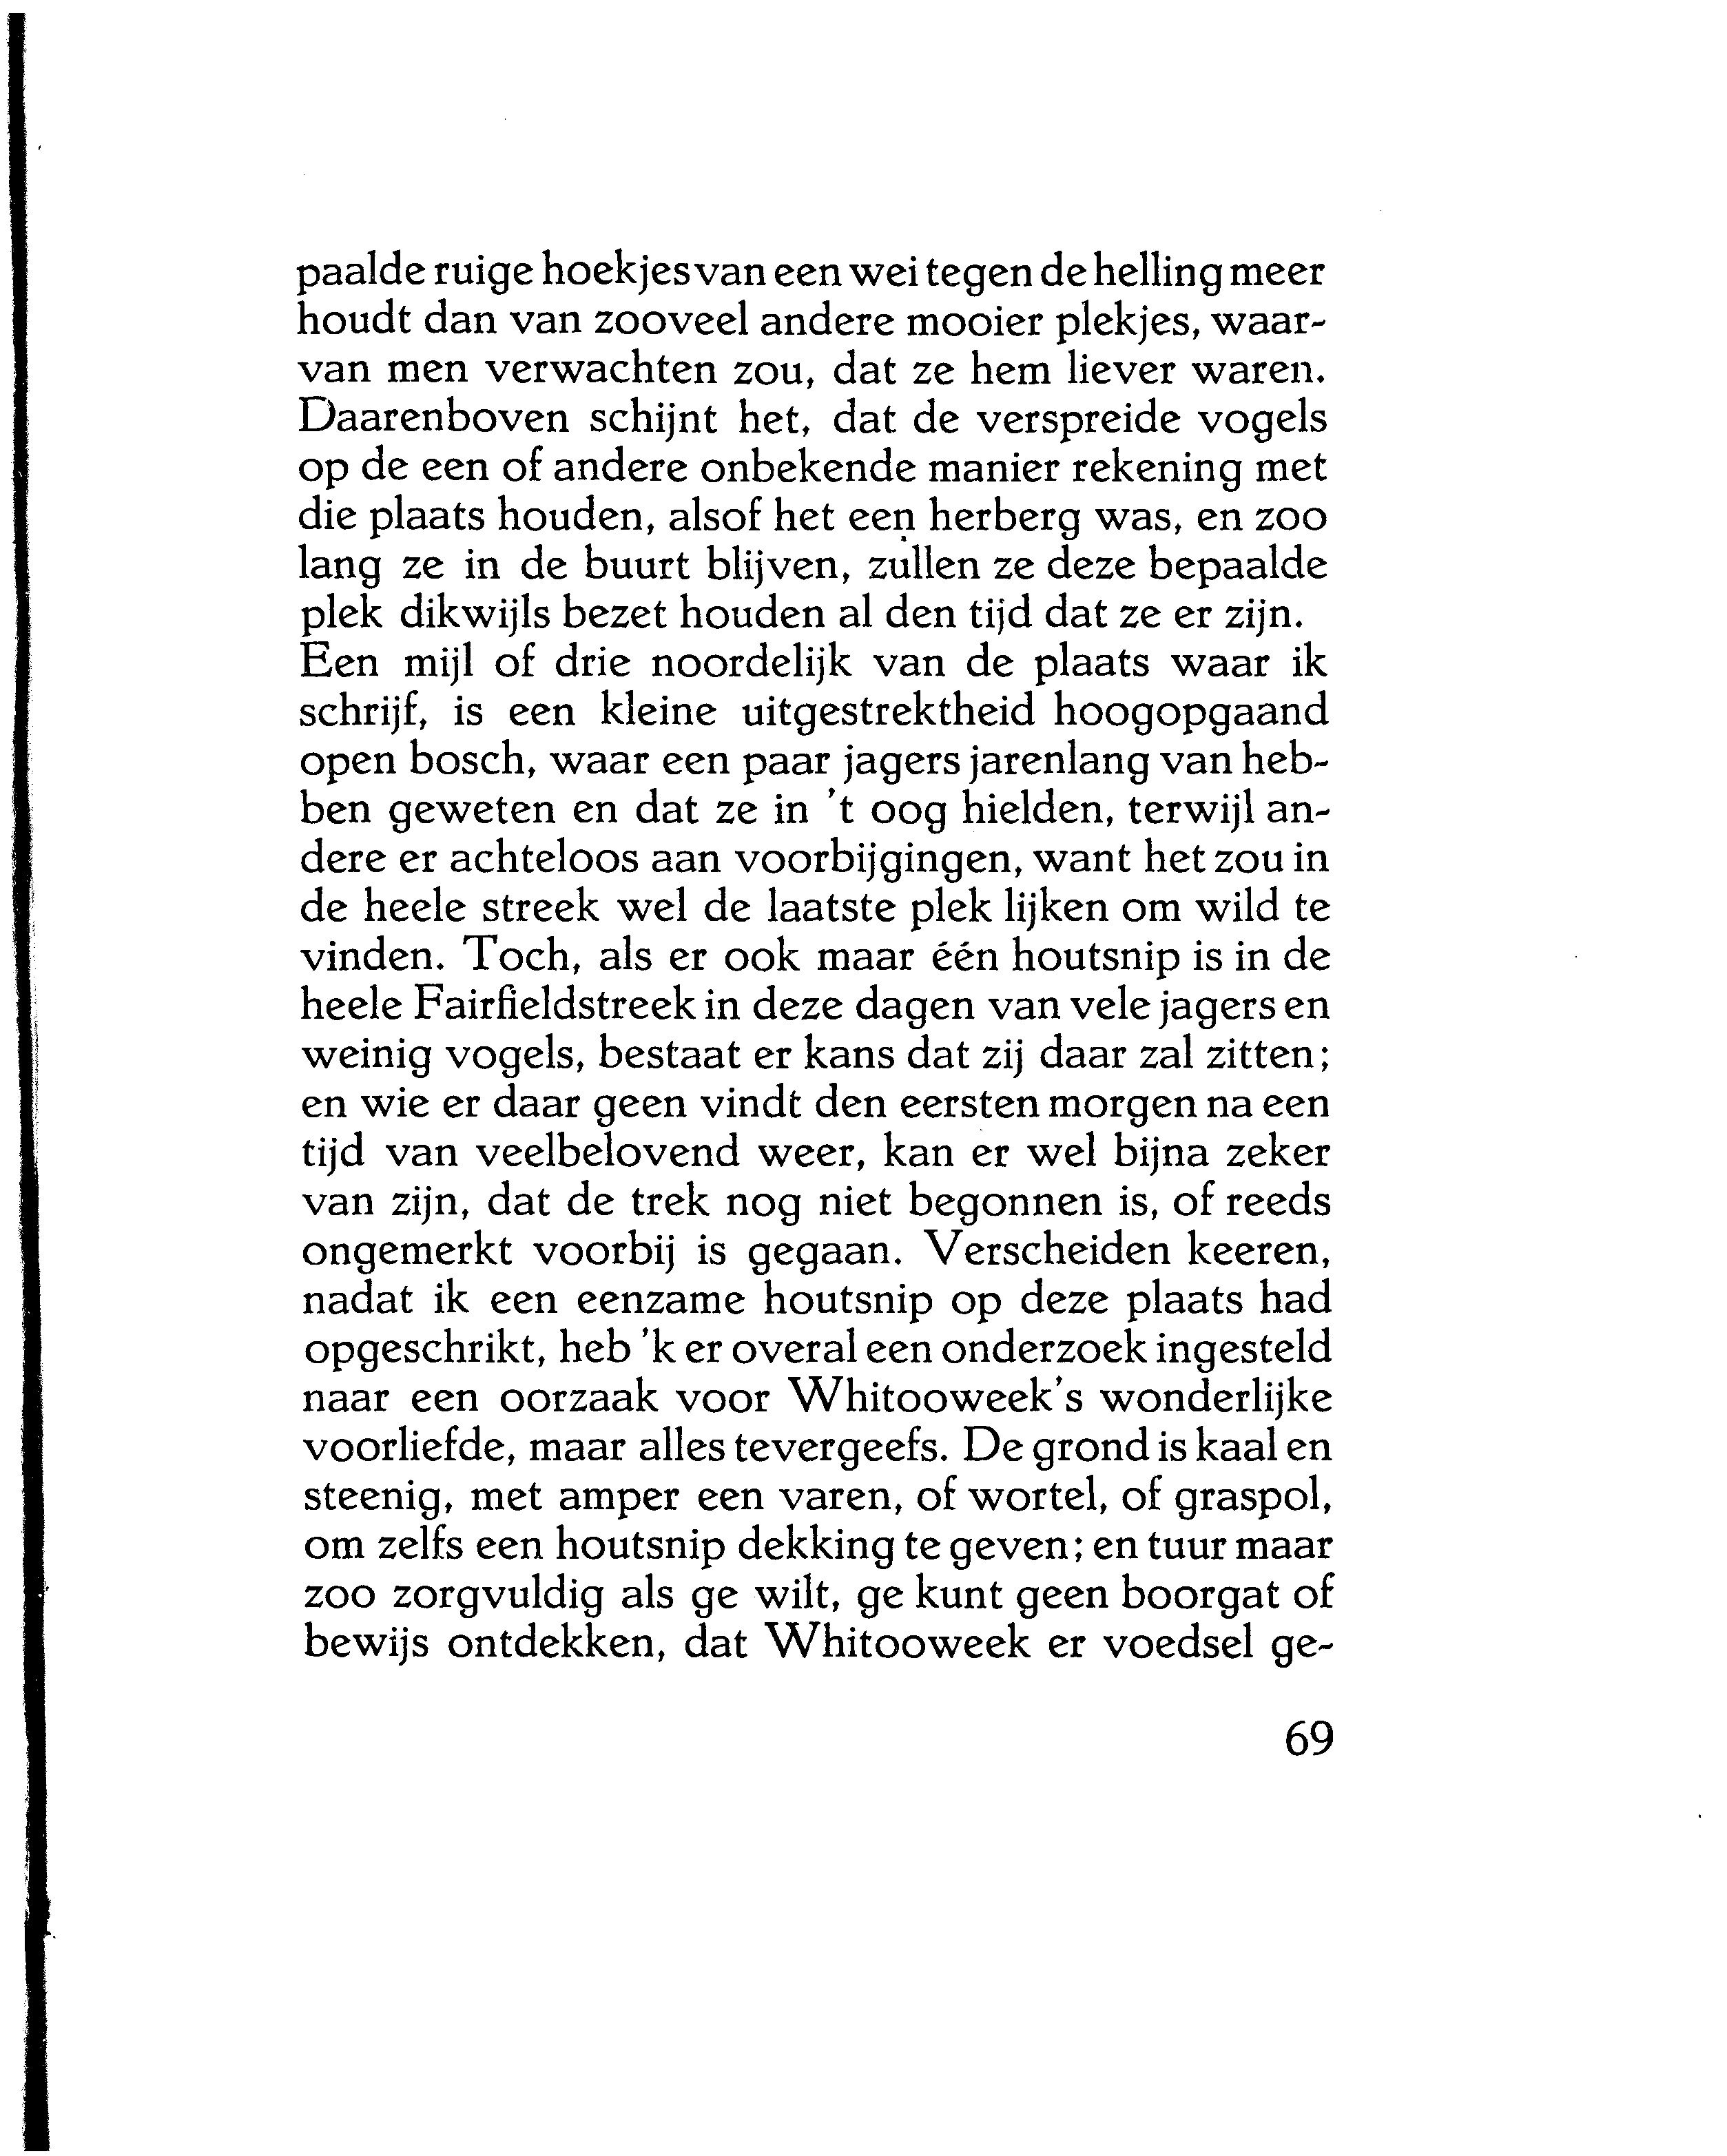 paalde ruige hoekjes van een wei tegen de helling meer
houdt dan van zooveel andere mooier plekjes, waar-
van men verwachten zou, dat ze hem liever waren.
Daarenboven schijnt het, dat de verspreide vogels
op de een of andere onbekende manier rekening met
die plaats houden, alsof het een herberg was, en zoo
lang ze in de buurt blijven, zullen ze deze bepaalde
plek dikwijls bezet houden al den tijd dat ze er zijn.
Een mijl of drie noordelijk van de plaats waar ik
schrijf, is een kleine uitgestrektheid hoogopgaand
open bosch, waar een paar jagers jarenlang van heb-
ben geweten en dat ze in 't oog hielden, terwijl an-
dere er achteloos aan voorbijgingen, want het zou in
de heele streek wel de laatste plek lijken om wild te
vinden. Toch, als er ook maar één houtsnip is in de
heele Fairfieldstreek in deze dagen van vele jagers en
weinig vogels, bestaat er kans dat zij daar zal zitten;
en wie er daar geen vindt den eersten morgen na een
tijd van veelbelovend weer, kan er wel bijna zeker
van zijn, dat de trek nog niet begonnen is, of reeds
ongemerkt voorbij is gegaan. Verscheiden keeren,
nadat ik een eenzame houtsnip op deze plaats had
opgeschrikt, heb 'k er overal een onderzoek ingesteld
naar een oorzaak voor Whitooweek's wonderlijke
voorliefde, maar alles tevergeefs. De grond is kaal en
steenig, met amper een varen, of wortel, of graspol,
om zelfs een houtsnip dekking te geven; en tuur maar
zoo zorgvuldig als ge wilt, ge kunt geen boorgat of
bewijs ontdekken, dat Whitooweek er voedsel ge-
69